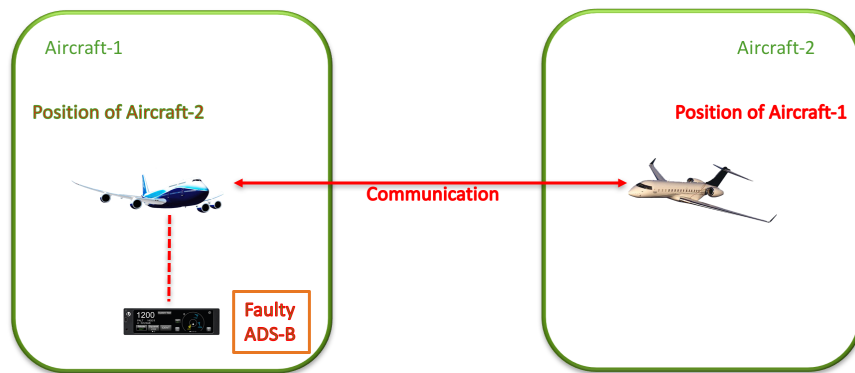 Aircraft-1
Aircraft-2
Position of Aircraft-2
Position of Aircraft-1
Communication
1200
Faulty
ADS-B